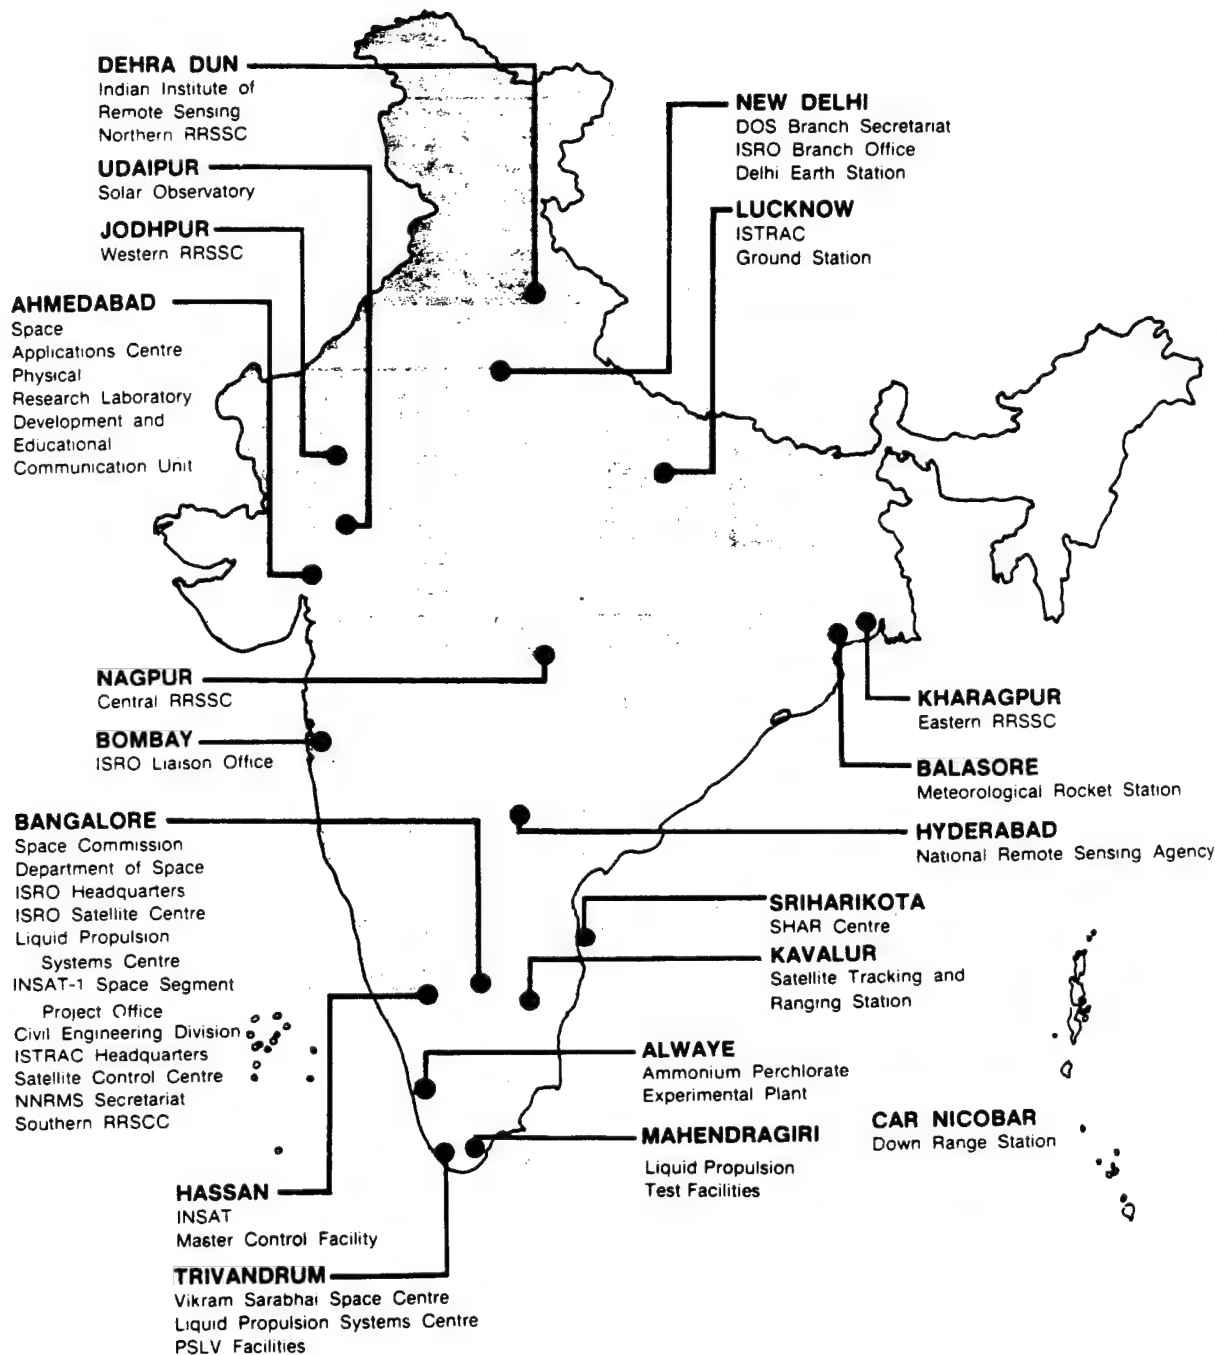 DEHRA DUN
Indian Institute of
Remote Sensing
Northern RRSSC
UDAIPUR
Solar Observatory
JODHPUR
Western RRSSC
AHMEDABAD
Space
Applications Centre
Physical
Research Laboratory
Development and
Educational
Communication Unit
NEW DELHI
DOS Branch Secretariat
ISRO Branch Office
Delhi Earth Station
LUCKNOW
ISTRAC
Ground Station
NAGPUR
Central RRSSC
BOMBAY
ISRO Liaison Office
BANGALORE
Space Commission
Department of Space
ISRO Headquarters
ISRO Satellite Centre
Liquid Propulsion
Systems Centre
INSAT-1 Space Segment
Project Office
Civil Engineering Division
ISTRAC Headquarters
Satellite Control Centre
NNRMS Secretariat
Southern RRSCC
KHARAGPUR
Eastern RRSSC
BALASORE
Meteorological Rocket Station
HYDERABAD
National Remote Sensing Agency
SRIHARIKOTA
SHAR Centre
KAVALUR
Satellite Tracking and
Ranging Station
ALWAYE
Ammonium Perchlorate
Experimental Plant
MAHENDRAGIRI
Liquid Propulsion
Test Facilities
CAR NICOBAR
Down Range Station
HASSAN
INSAT
Master Control Facility
TRIVANDRUM
Vikram Sarabhai Space Centre
Liquid Propulsion Systems Centre
PSLV Facilities